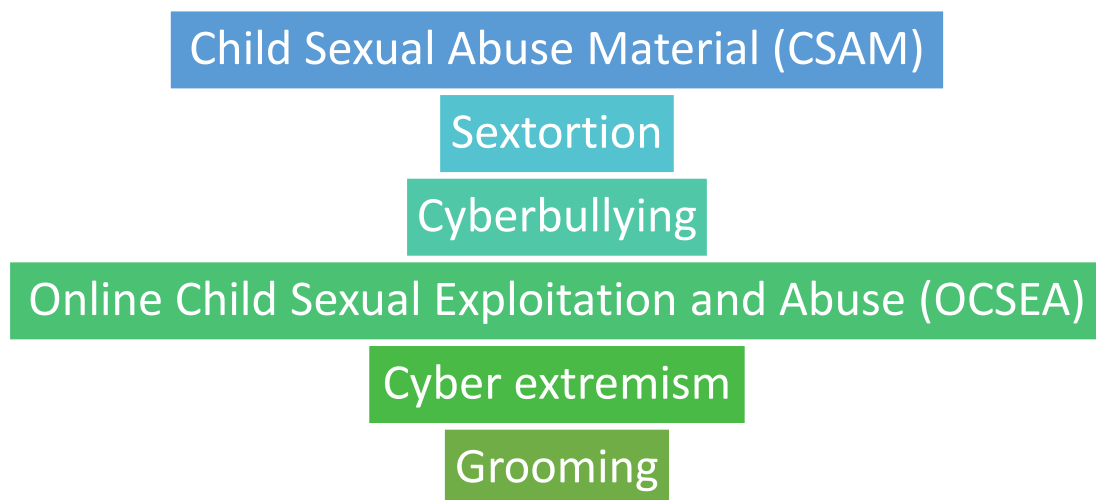 Child Sexual Abuse Material (CSAM)
Sextortion
Cyberbullying
Online Child Sexual Exploitation and Abuse (OCSEA)
Cyber extremism
Grooming